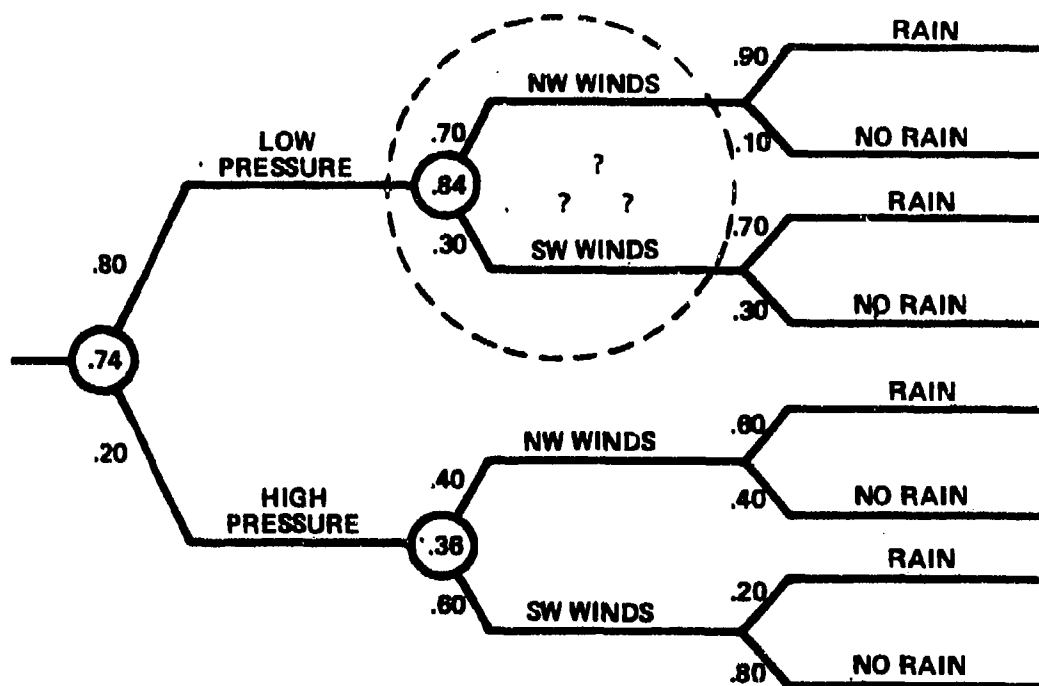 RAIN
.90
NW WINDS
.70
.10
NO RAIN
LOW
PRESSURE
?
.84
? ?
RAIN
.70
.30
SW WINDS
.80
.30
NO RAIN
.74
RAIN
.60
NW WINDS
.20
.40
.40
NO RAIN
HIGH
PRESSURE
.36
RAIN
.20
.60
SW WINDS
.80
NO RAIN